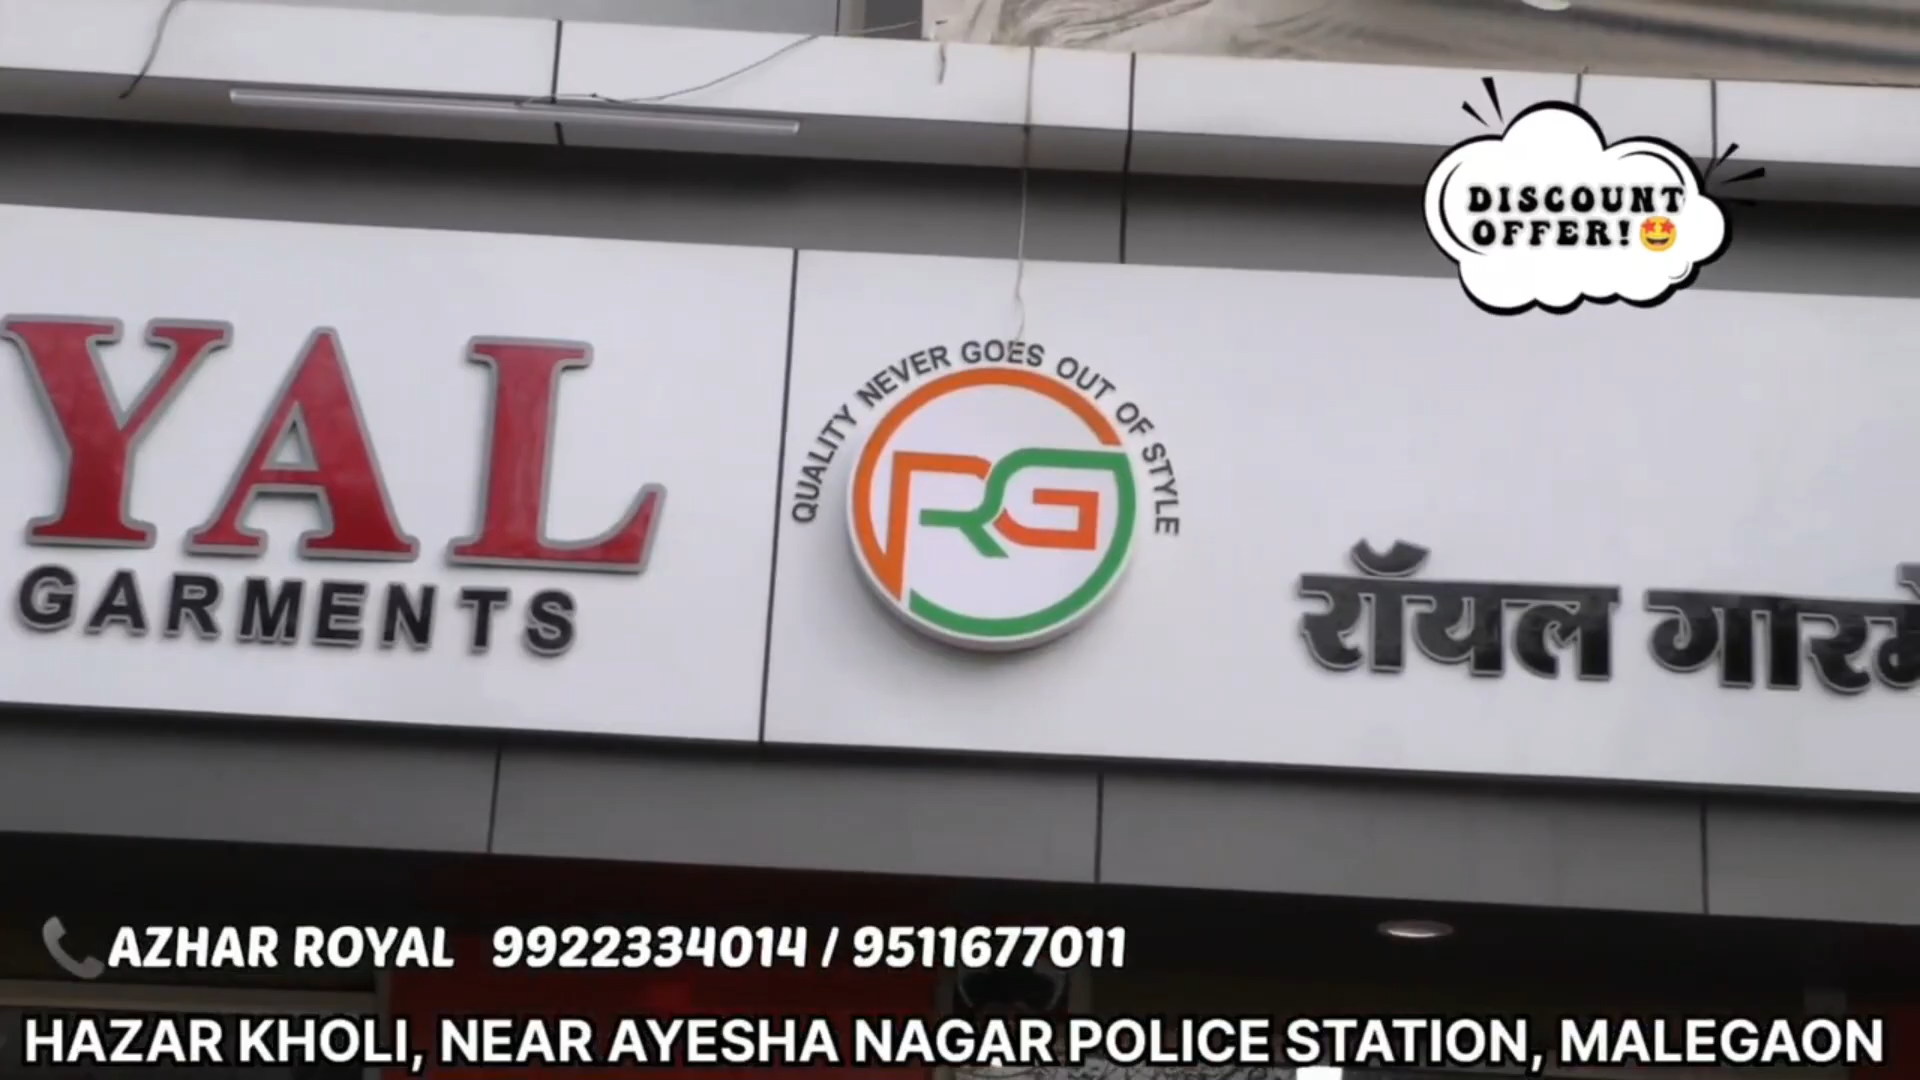 DISCOUNT
OFFER!🤩
YAL
GARMENTS
QUALITY NEVER GOES OUT OF STYLE
RG
रॉयल
AZHAR ROYAL 9922334014 / 9511677011
HAZAR KHOLI, NEAR AYESHA NAGAR POLICE STATION, MALEGAON